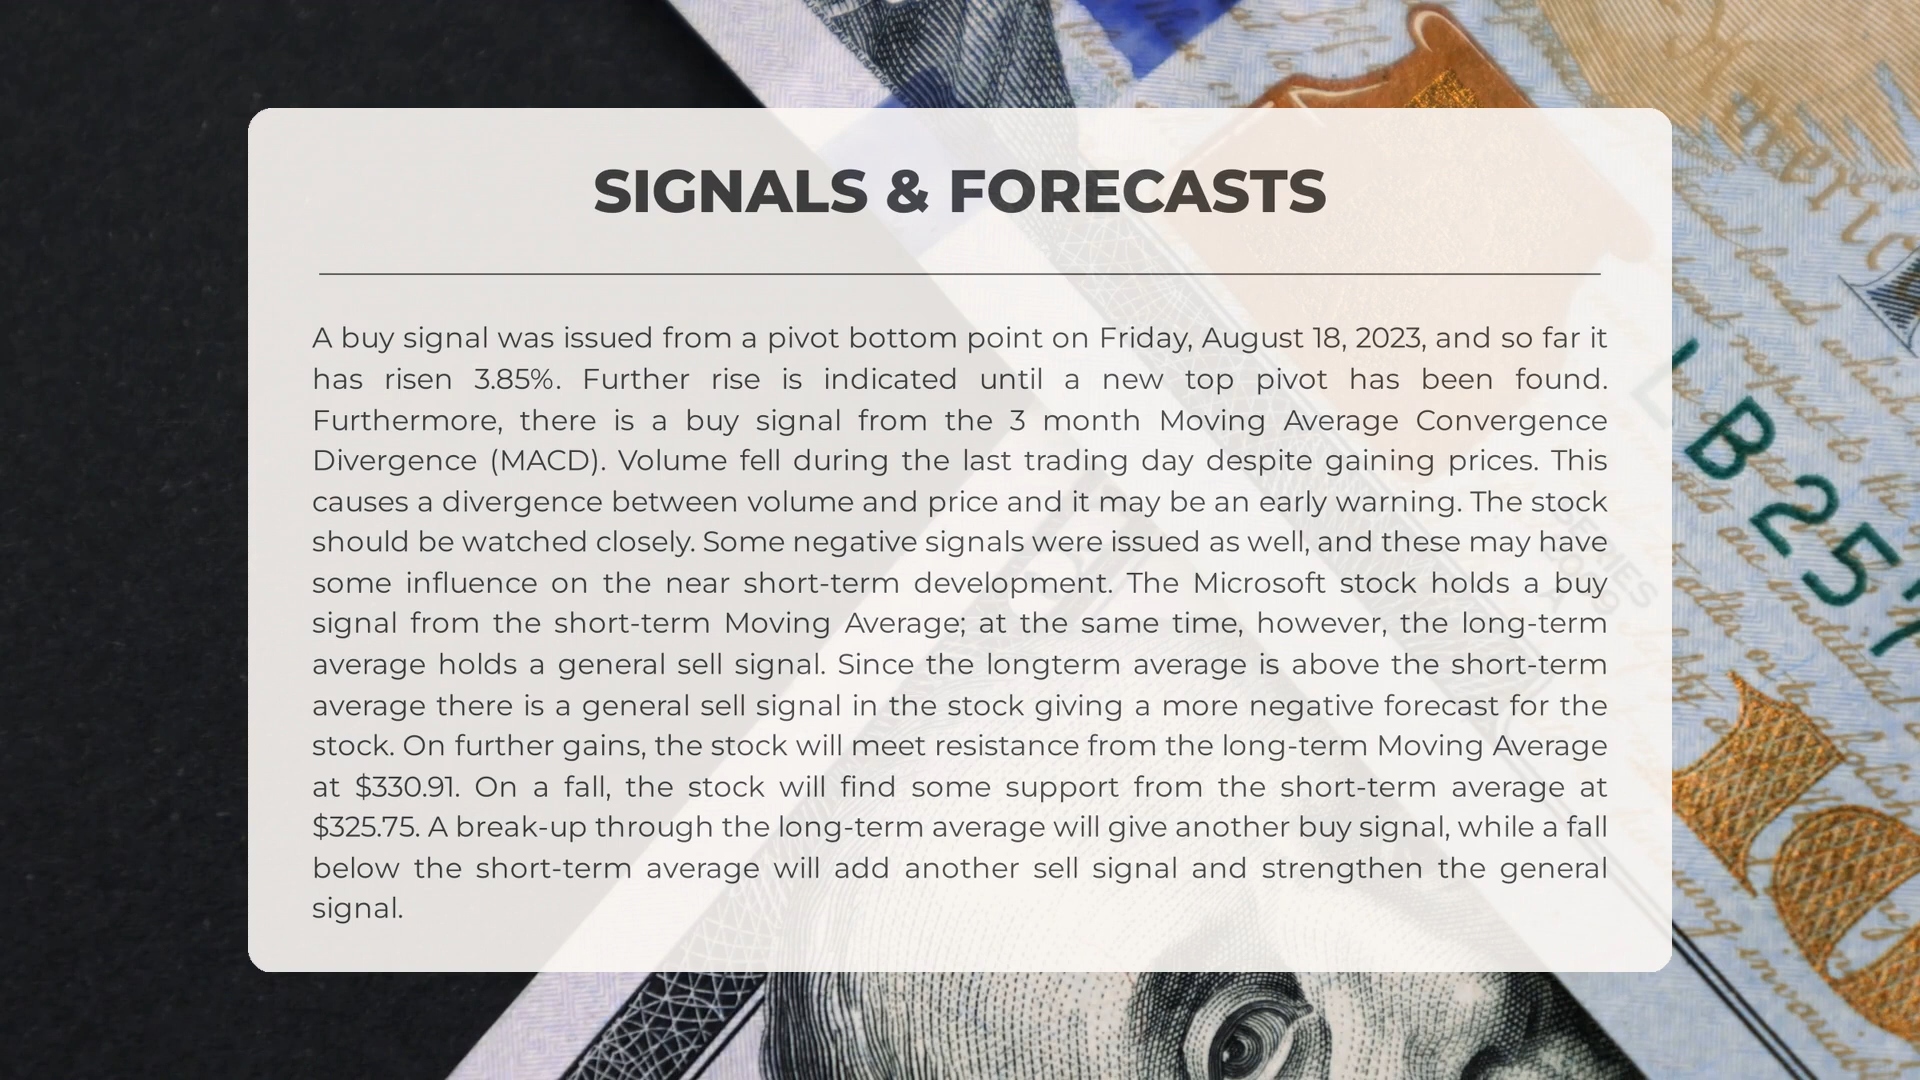 SIGNALS & FORECASTS
A buy signal was issued from a pivot bottom point on Friday, August 18, 2023, and so far it
has risen 3.85%. Further rise is indicated until a new top pivot has been found.
Furthermore, there is a buy signal from the 3 month Moving Average Convergence
Divergence (MACD). Volume fell during the last trading day despite gaining prices. This
causes a divergence between volume and price and it may be an early warning. The stock
should be watched closely. Some negative signals were issued as well, and these may have
some influence on the near short-term development. The Microsoft stock holds a buy
signal from the short-term Moving Average; at the same time, however, the long-term
average holds a general sell signal. Since the longterm average is above the short-term
average there is a general sell signal in the stock giving a more negative forecast for the
stock. On further gains, the stock will meet resistance from the long-term Moving Average
at $330.91. On a fall, the stock will find some support from the short-term average at
$325.75. A break-up through the long-term average will give another buy signal, while a fall
below the short-term average will add another sell signal and strengthen the general
signal.
LB25